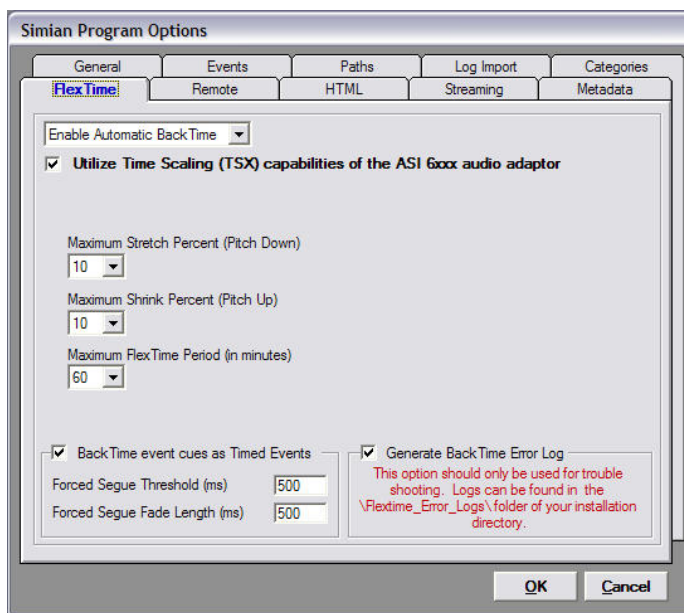 Simian Program Options
General Events Paths Log Import Categories
FlexTime Remote HTML Streaming Metadata
Enable Automatic BackTime
Utilize Time Scaling (TSX) capabilities of the ASI 6xxx audio adaptor
Maximum Stretch Percent (Pitch Down)
10
Maximum Shrink Percent (Pitch Up)
10
Maximum FlexTime Period (in minutes)
60
BackTime event cues as Timed Events
Forced Segue Threshold (ms) 500
Forced Segue Fade Length (ms) 500
Generate BackTime Error Log
This option should only be used for trouble
shooting. Logs can be found in the
\Flextime_Error_Logs\ folder of your installation
directory.
OK Cancel